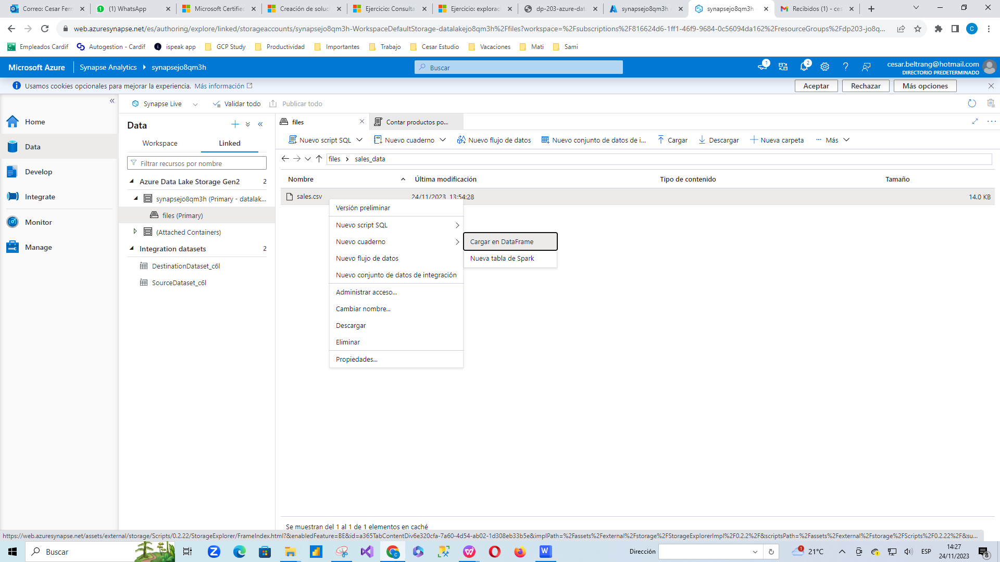 Correo: Cesar Fern
(1) WhatsApp
Microsoft Certified
Creación de soluci
Ejercicio: Consulta
Ejercicio: exploraci
dp-203-azure-dat
synapsejo8qm3h -
synapsejo8qm3h -
Recibidos (1) - ces
web.azuresynapse.net/es/authoring/explore/linked/storageaccounts/synapsejo8qm3h-WorkspaceDefaultStorage-datalakejo8qm3h%2Ffiles?workspace=%2Fsubscriptions%2F816624d6-1ff1-46f9-9684-0c56094da162%2FresourceGroups%2Fdp203-jo8q...
C
Empleados Cardif
Autogestion - Cardif
ispeak app
GCP Study
Productividad
Importantes
Trabajo
Cesar Estudio
Vacaciones
Mati
Sami
Microsoft Azure
Synapse Analytics
synapsejo8qm3h
Buscar
1
2
cesar.beltrang@hotmail.com
DIRECTORIO PREDETERMINADO
Usamos cookies opcionales para mejorar la experiencia. Más información
Aceptar
Rechazar
Más opciones
Synapse Live
Validar todo
Publicar todo
Home
Data
Develop
Integrate
Monitor
Manage
Data
Workspace
Linked
Filtrar recursos por nombre
Azure Data Lake Storage Gen2 2
synapsejo8qm3h (Primary - datalak...
files (Primary)
(Attached Containers)
Integration datasets 2
DestinationDataset_c6l
SourceDataset_c6l
files
Contar productos po...
Nuevo script SQL
Nuevo cuaderno
Nuevo flujo de datos
Nuevo conjunto de datos de i...
Cargar
Descargar
Nueva carpeta
Más
files
sales_data
Nombre
Última modificación
Tipo de contenido
Tamaño
sales.csv
24/11/2023 13:54:28
14.0 KB
Versión preliminar
Nuevo script SQL
Nuevo cuaderno
Nuevo flujo de datos
Nuevo conjunto de datos de integración
Administrar acceso...
Cambiar nombre...
Descargar
Eliminar
Propiedades...
Cargar en DataFrame
Nueva tabla de Spark
Se muestran del 1 al 1 de 1 elementos en caché
https://web.azuresynapse.net/assets/external/storage/Scripts/0.2.22/StorageExplorer/FrameIndex.html?&enabledFeature=BE&id=a365TabContentDiv6e320cfa-7a60-4d54-ab02-1d308eb33b5e&implPath=%2Fassets%2Fexternal%2Fstorage%2FStorageExplorerImpl%2F0.2.2%2F&scriptsPath=%2Fassets%2Fexternal%2Fstorage%2FScripts%2F0.2.22%2F&su...
Buscar
Dirección
1
21°C
ESP
14:27
24/11/2023
8